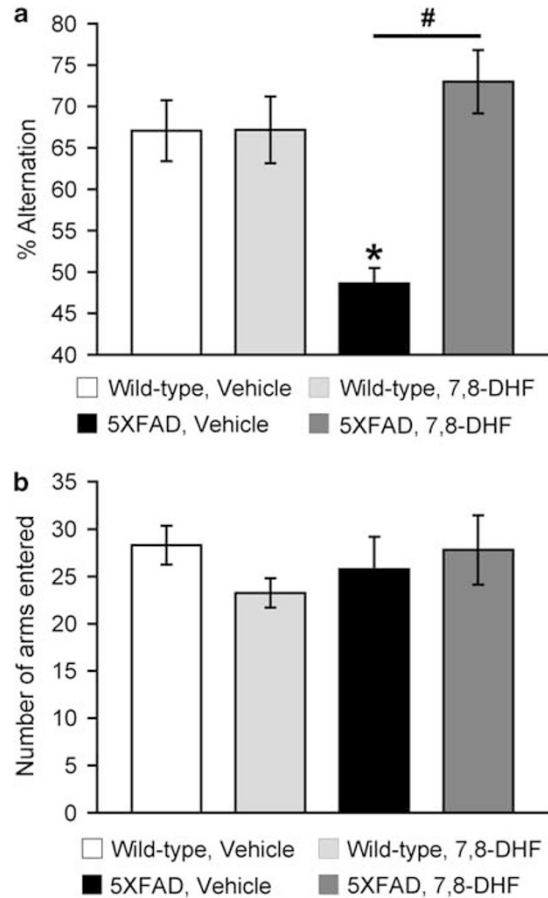 a
#
% Alternation
80
75
70
65
60
55
50
45
40
*
Wild-type, Vehicle Wild-type, 7,8-DHF
5XFAD, Vehicle 5XFAD, 7,8-DHF
b
Number of arms entered
35
30
25
20
15
10
5
0
Wild-type, Vehicle Wild-type, 7,8-DHF
5XFAD, Vehicle 5XFAD, 7,8-DHF